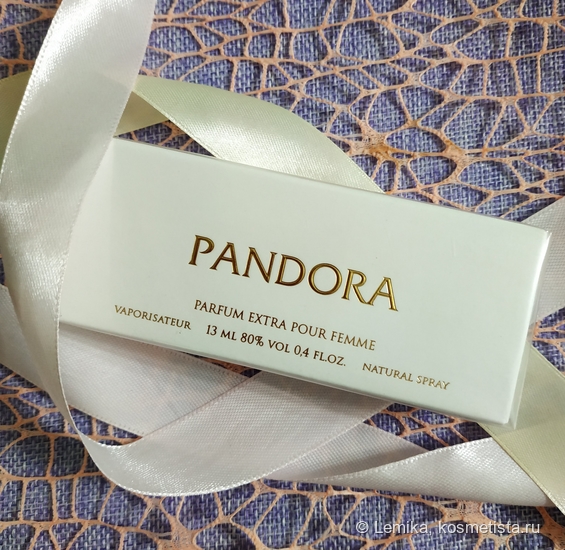 PANDORA
PARFUM EXTRA POUR FEMME
VAPORISATEUR 13 ML 80% VOL 0,4 FL.OZ. NATURAL SPRAY
© Lemika, kosmetista.ru